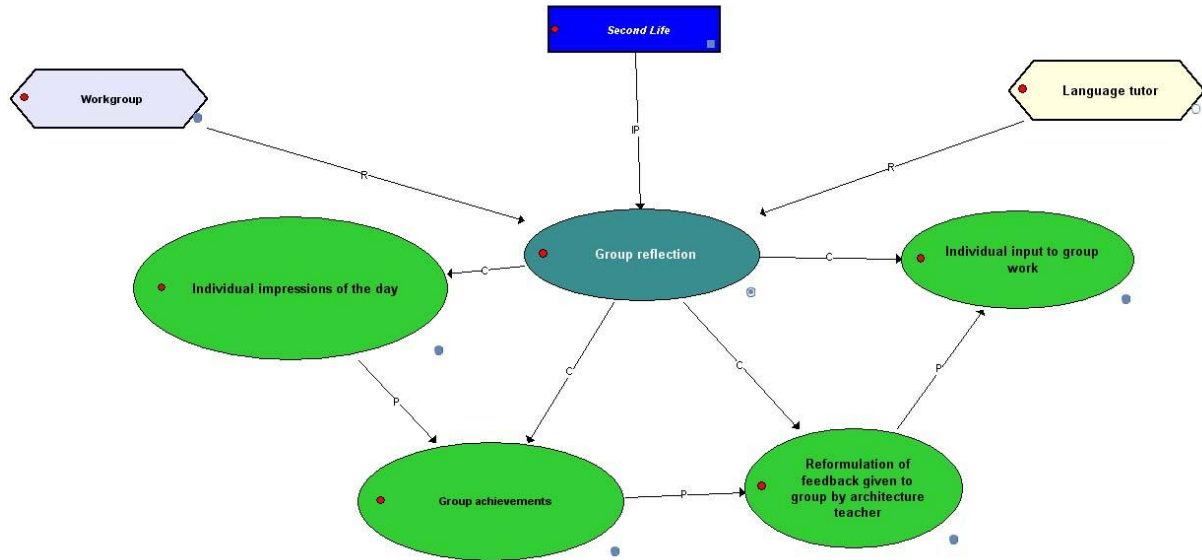 Second Life
Workgroup
Language tutor
IP
R
R
Group reflection
Individual input to group
work
C
C
Individual impressions of the day
C
C
P
P
Group achievements
P
Reformulation of
feedback given to
group by architecture
teacher